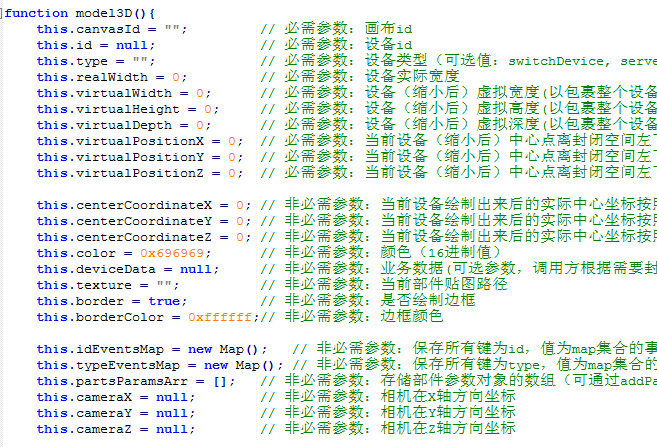 function model3D(){
this.canvasId = ""; // 必需参数：画布id
this.id = null; // 必需参数：设备id
this.type = ""; // 必需参数：设备类型（可选值：switchDevice, serve
this.realWidth = 0; // 必需参数：设备实际宽度
this.virtualWidth = 0; // 必需参数：设备（缩小后）虚拟宽度(以包裹整个设备
this.virtualHeight = 0; // 必需参数：设备（缩小后）虚拟高度(以包裹整个设备
this.virtualDepth = 0; // 必需参数：设备（缩小后）虚拟深度(以包裹整个设备
this.virtualPositionX = 0; // 必需参数：当前设备（缩小后）中心点离封闭空间左下
this.virtualPositionY = 0; // 必需参数：当前设备（缩小后）中心点离封闭空间左下
this.virtualPositionZ = 0; // 必需参数：当前设备（缩小后）中心点离封闭空间左下
this.centerCoordinateX = 0; // 非必需参数：当前设备绘制出来后的实际中心坐标按照
this.centerCoordinateY = 0; // 非必需参数：当前设备绘制出来后的实际中心坐标按照
this.centerCoordinateZ = 0; // 非必需参数：当前设备绘制出来后的实际中心坐标按照
this.color = 0x696969; // 非必需参数：颜色（16进制值）
this.deviceData = null; // 非必需参数：业务数据(可选参数，调用方根据需要封
this.texture = ""; // 非必需参数：当前部件贴图路径
this.border = true; // 非必需参数：是否绘制边框
this.borderColor = 0xffffff;// 非必需参数：边框颜色
this.idEventsMap = new Map(); // 非必需参数：保存所有键为id，值为map集合的事
this.typeEventsMap = new Map(); // 非必需参数：保存所有键为type，值为map集合的
this.partsParamsArr = []; // 非必需参数：存储部件参数对象的数组（可通过addPa
this.cameraX = null; // 非必需参数：相机在X轴方向坐标
this.cameraY = null; // 非必需参数：相机在Y轴方向坐标
this.cameraZ = null; // 非必需参数：相机在Z轴方向坐标